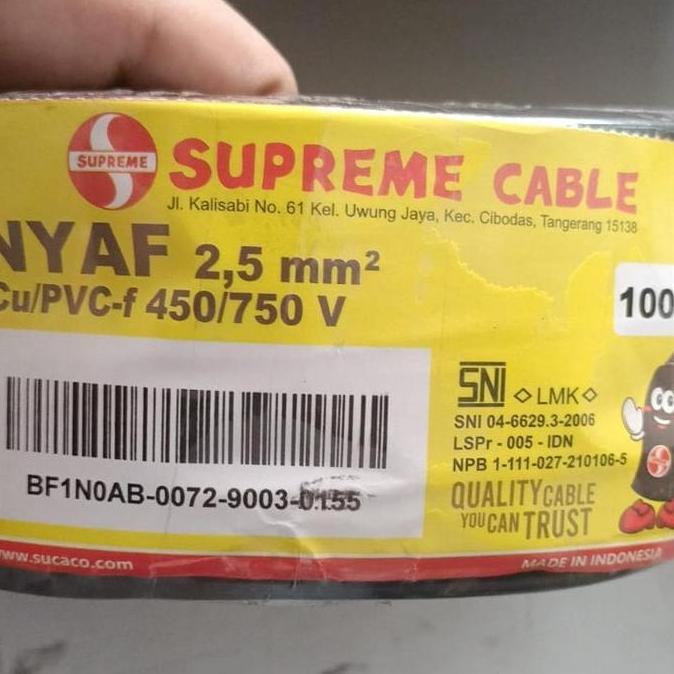 SUPREME
SUPREME CABLE
Jl. Kalisabi No. 61 Kel. Uwung Jaya, Kec. Cibodas, Tangerang 15138
NYAF 2,5 mm²
Cu/PVC-f 450/750 V
100
SNI LMK
SNI 04-6629.3-2006
LSPr - 005 - IDN
NPB 1-111-027-210106-5
BF1N0AB-0072-9003-0155
QUALITY CABLE
YOU CAN TRUST
www.sucaco.com
MADE IN INDONESIA